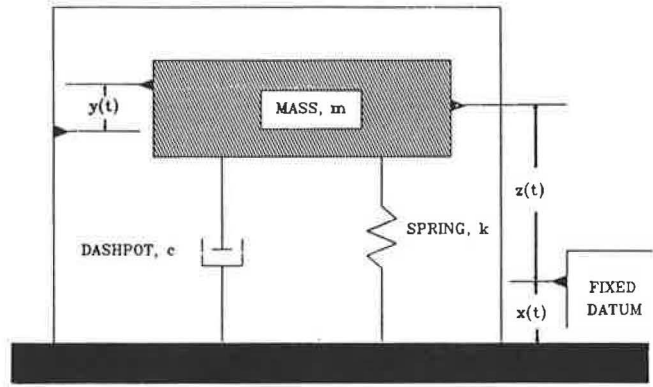 y(t)
MASS, m
z(t)
DASHPOT, c
SPRING, k
FIXED
DATUM
x(t)